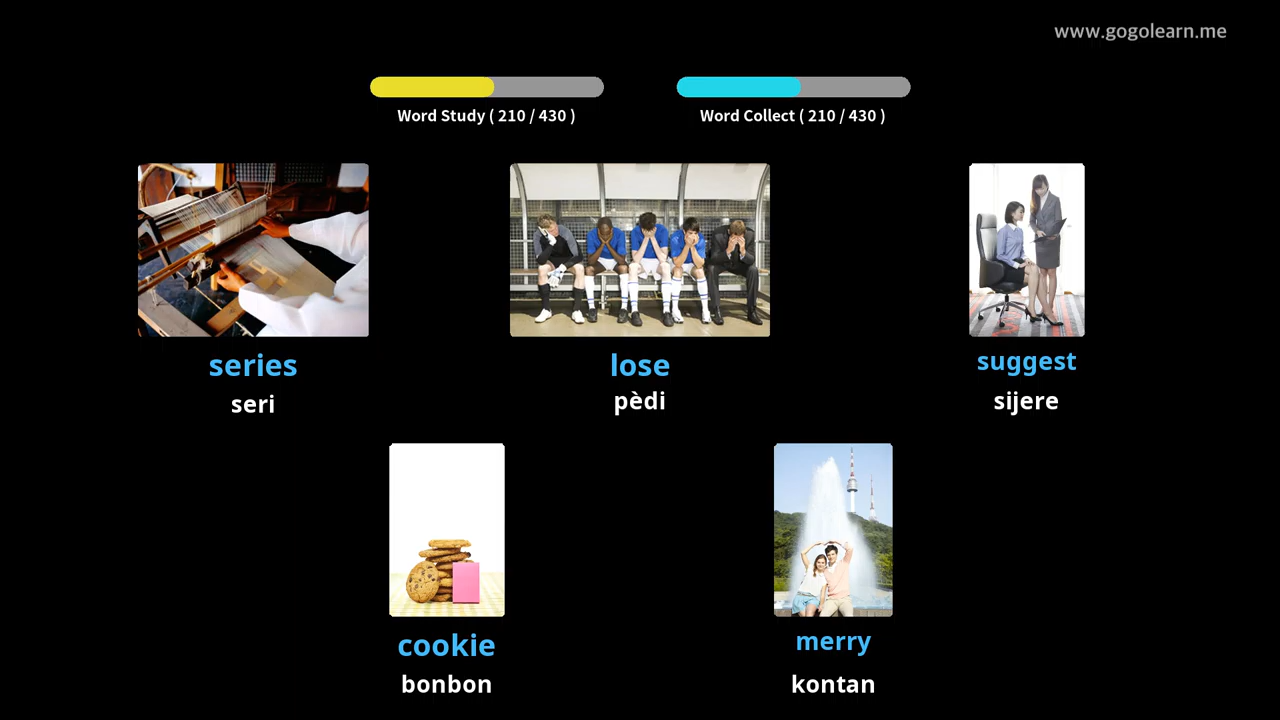 www.gogolearn.me
Word Study ( 210 / 430 )
Word Collect ( 210 / 430 )
series
lose
suggest
seri
pèdi
sijere
cookie
merry
bonbon
kontan